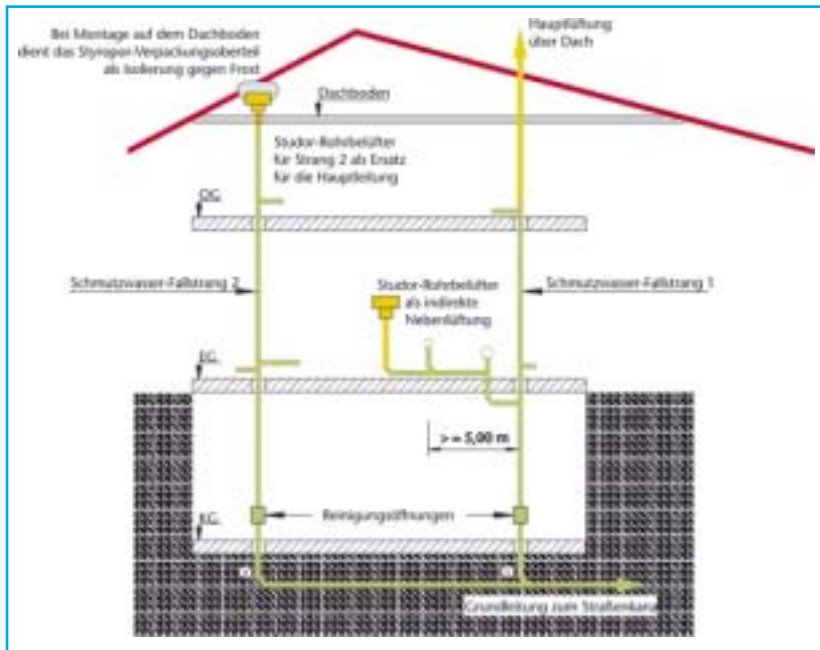 Bei Montage auf dem Dachboden
dient das Styropor-Verpackungsoberteil
als Isolierung gegen Frost
Hauptlüftung
über Dach
Dachboden
Studor-Rohrbelüfter
für Strang 2 als Ersatz
für die Hauptleitung
OG
Schmutzwasser-Fallstrang 2
Studor-Rohrbelüfter
als indirekte
Nebenlüftung
Schmutzwasser-Fallstrang 1
EG
> = 5,00 m
Reinigungsöffnungen
KG
Grundleitung zum Straßenkanal